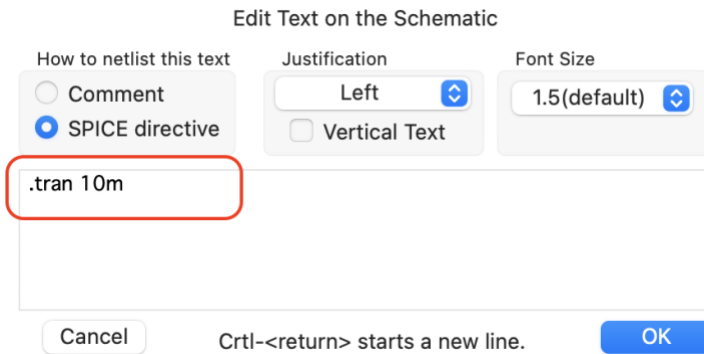 Edit Text on the Schematic
How to netlist this text
Justification
Font Size
Comment
Left
1.5(default)
SPICE directive
Vertical Text
.tran 10m
Cancel
Crtl-<return> starts a new line.
OK